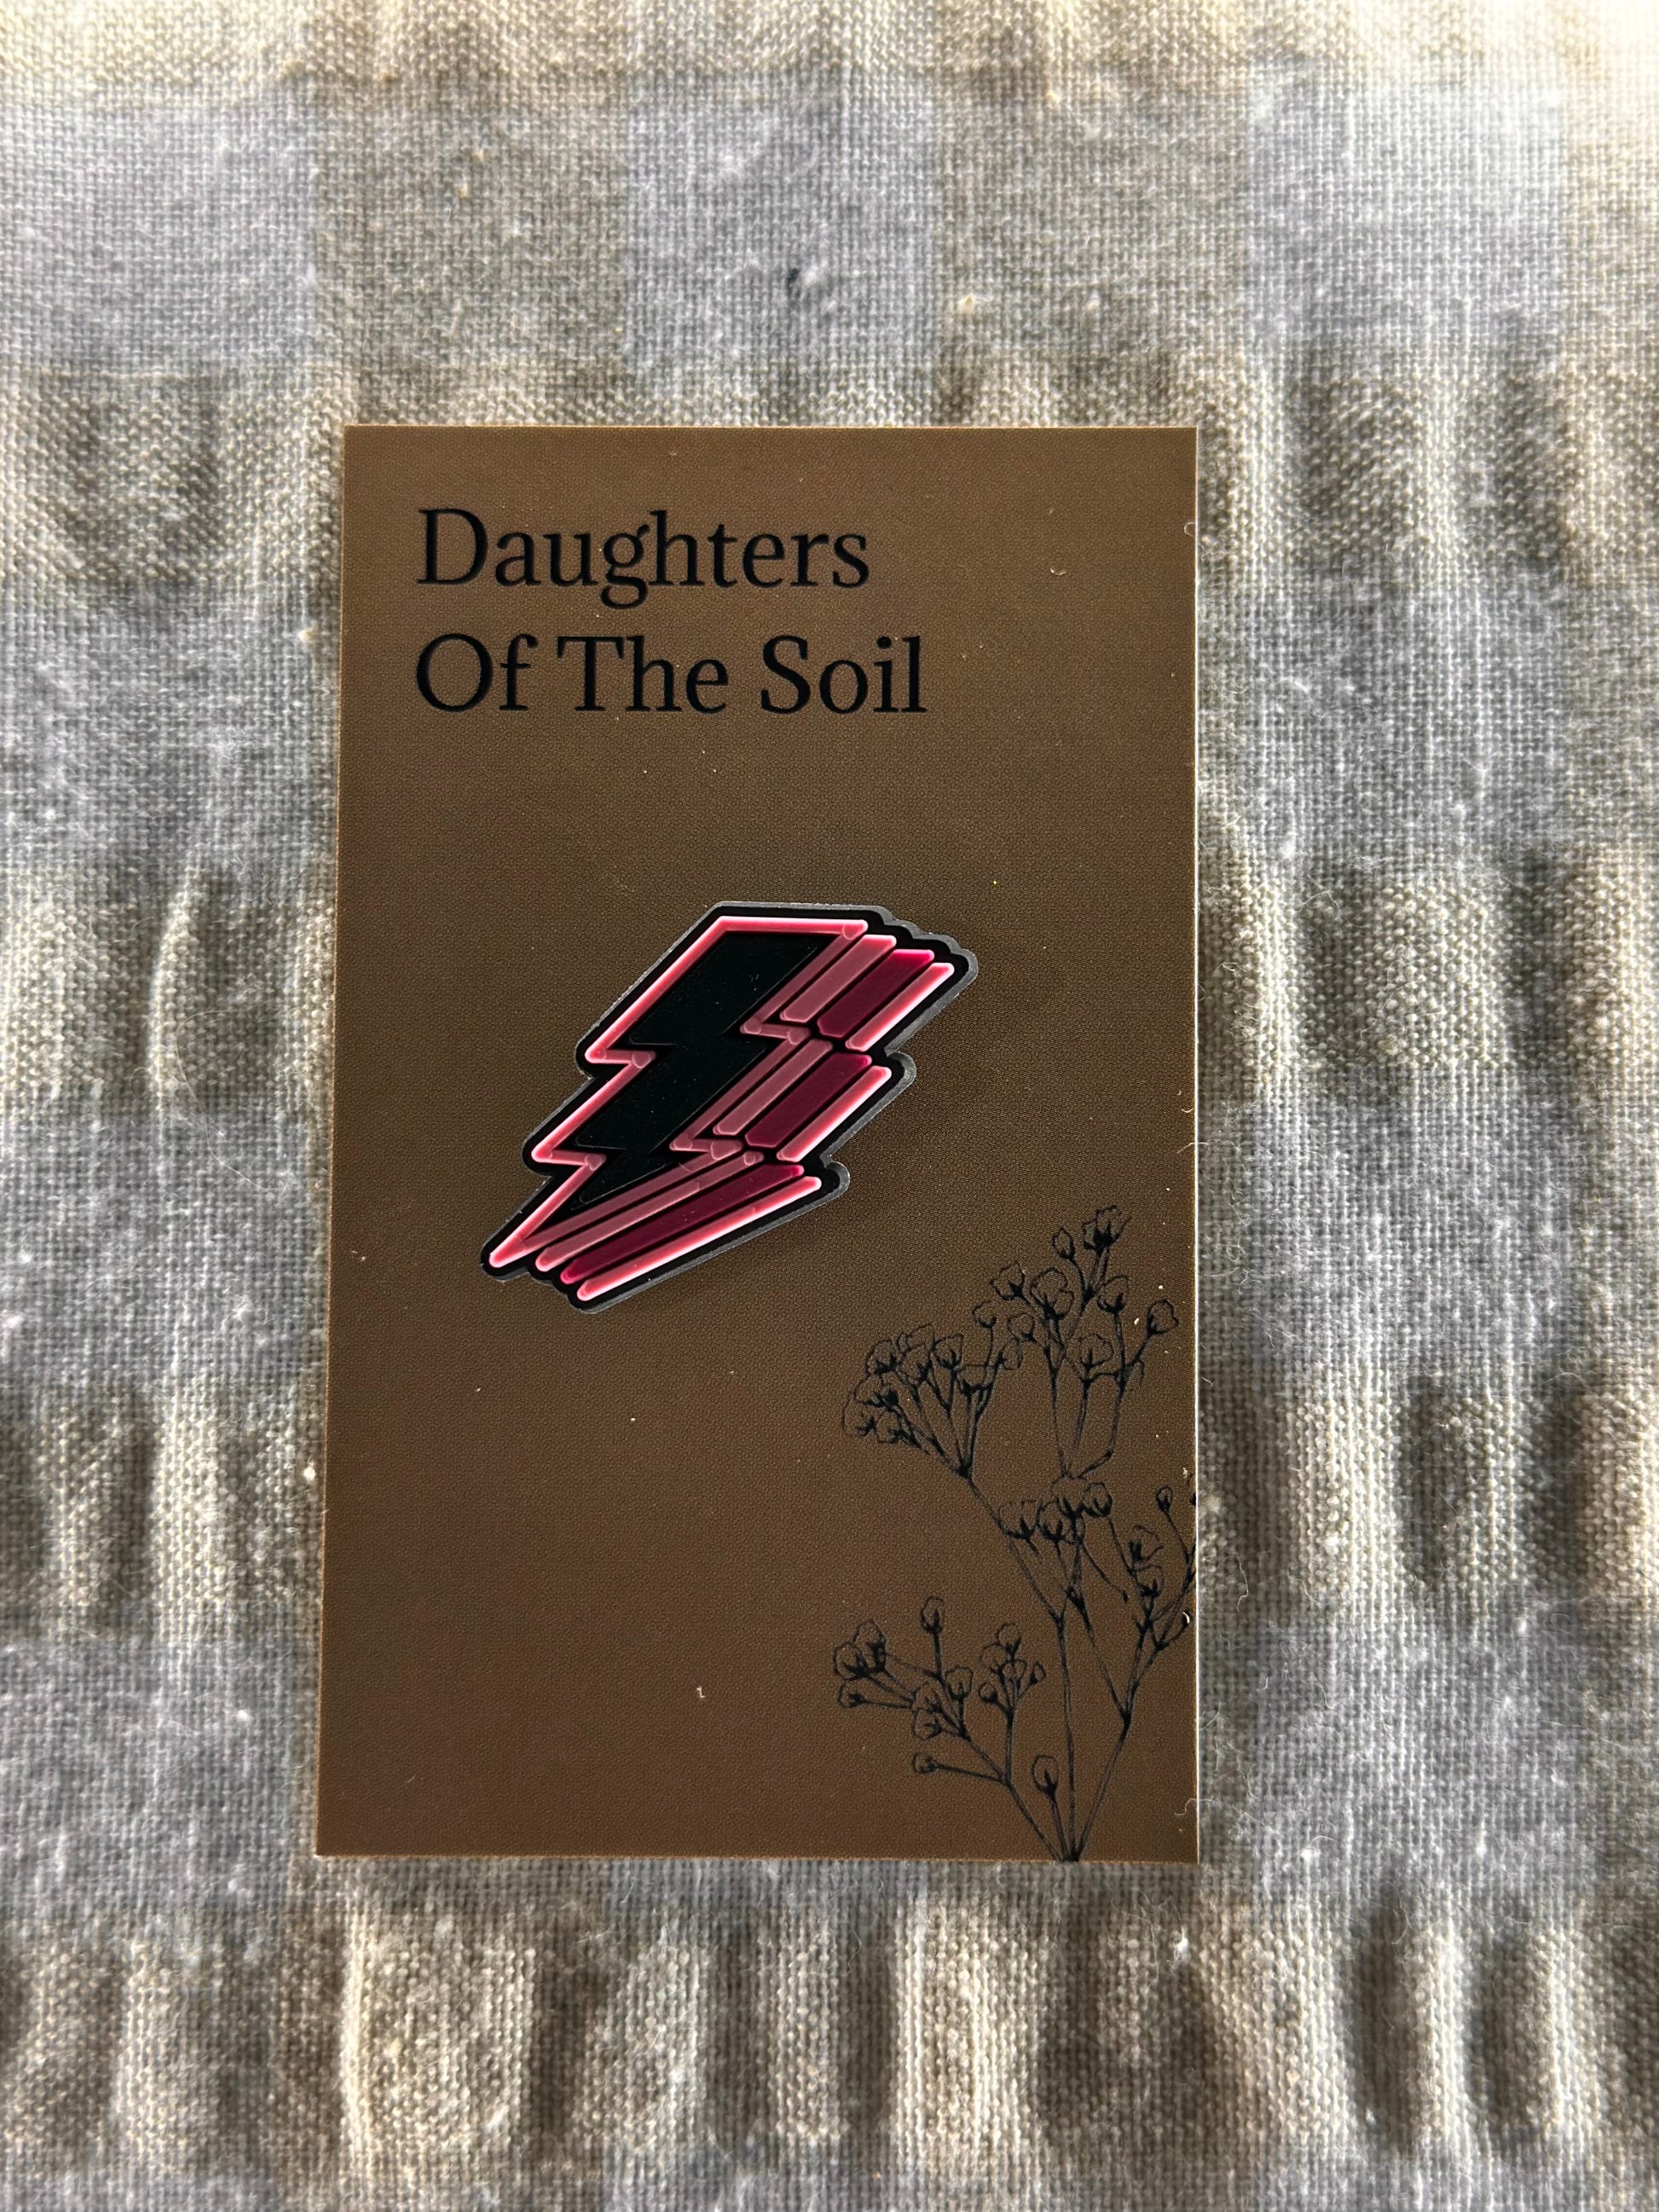 Daughters
Of The Soil